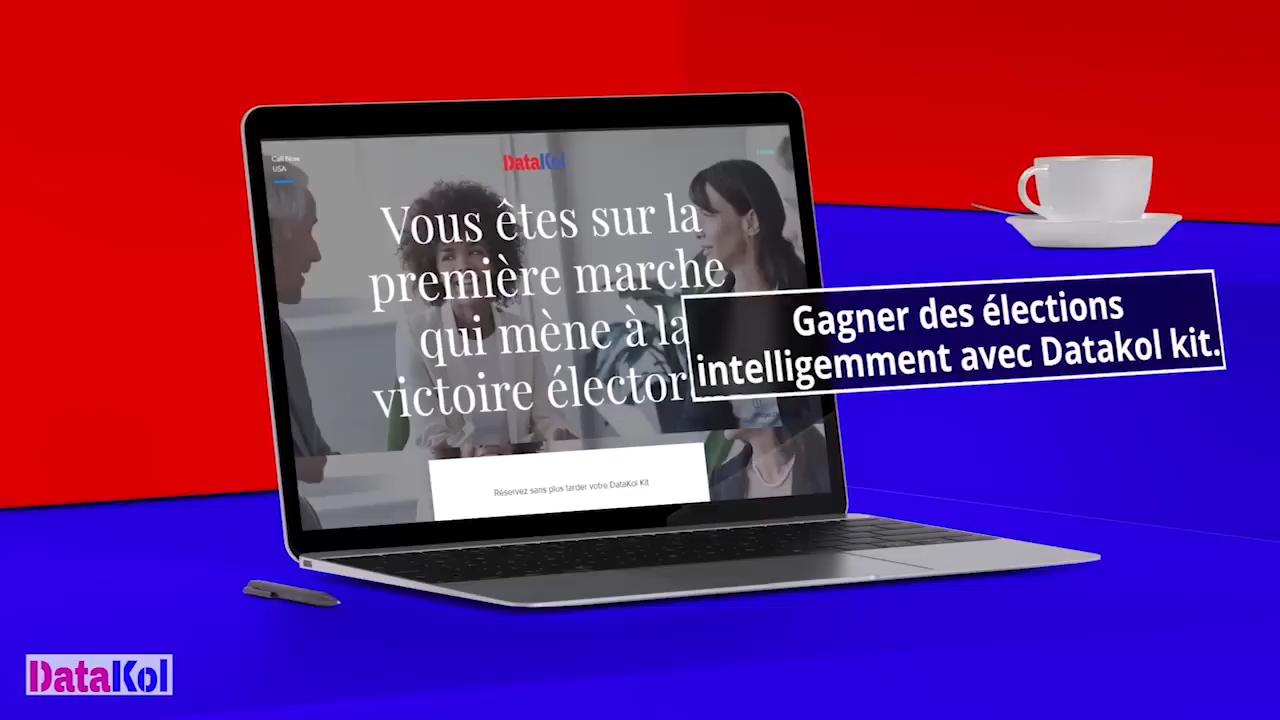 Call Now
USA
DataKol
Vous êtes sur la
première marche
qui mène à la
victoire élector
Réservez sans plus tarder votre DataKol Kit
Gagner des élections
intelligemment avec Datakol kit.
DataKol